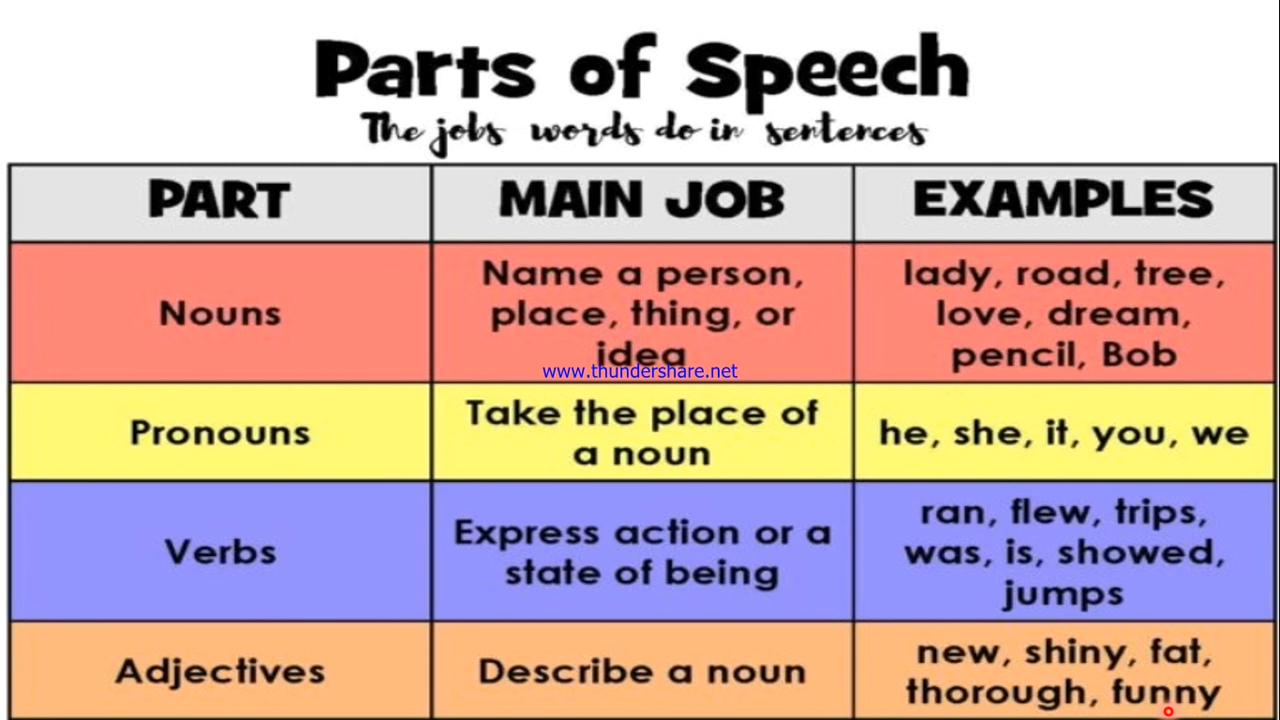 Parts of Speech
The jobs words do in sentences
PART
MAIN JOB
EXAMPLES
Nouns
Name a person,
place, thing, or
idea
lady, road, tree,
love, dream,
pencil, Bob
www.thundershare.net
Pronouns
Take the place of
a noun
he, she, it, you, we
Verbs
Express action or a
state of being
ran, flew, trips,
was, is, showed,
jumps
Adjectives
Describe a noun
new, shiny, fat,
thorough, funny